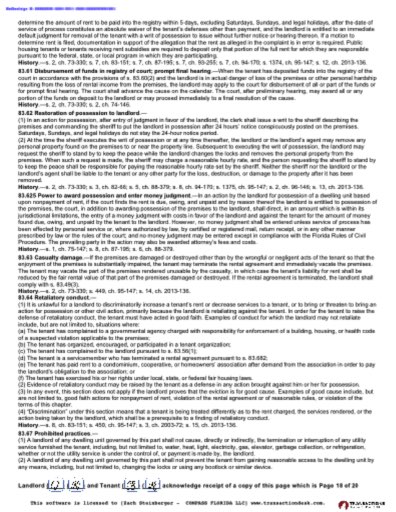 determine the amount of rent to be paid into the registry within 5 days, excluding Saturdays, Sundays, and legal holidays, after the date of
service of process constitutes an absolute waiver of the tenant's defenses other than payment, and the landlord is entitled to an immediate
default judgment for removal of the tenant with a writ of possession to issue without further notice or hearing thereon. If a motion to
determine rent is filed, documentation in support of the allegation that the rent as alleged in the complaint is in error is required. Public
housing tenants or tenants receiving rent subsidies are required to deposit only that portion of the full rent for which they are responsible
pursuant to the federal, state, or local program in which they are participating.
History.—s. 2, ch. 73-330; s. 7, ch. 83-151; s. 7, ch. 87-195; s. 7, ch. 93-255; s. 7, ch. 94-170; s. 1374, ch. 95-147; s. 12, ch. 2013-136.
83.61 Disbursement of funds in registry of court; prompt final hearing.—When the tenant has deposited funds into the registry of the
court in accordance with the provisions of s. 83.60(2) and the landlord is in actual danger of loss of the premises or other personal hardship
resulting from the loss of rental income from the premises, the landlord may apply to the court for disbursement of all or part of the funds or
for prompt final hearing. The court shall advance the cause on the calendar. The court, after preliminary hearing, may award all or any
portion of the funds on deposit to the landlord or may proceed immediately to a final resolution of the cause.
History.—s. 2, ch. 73-330; s. 2, ch. 74-146.
83.62 Restoration of possession to landlord.—
(1) In an action for possession, after entry of judgment in favor of the landlord, the clerk shall issue a writ to the sheriff describing the
premises and commanding the sheriff to put the landlord in possession after 24 hours' notice conspicuously posted on the premises.
Saturdays, Sundays, and legal holidays do not stay the 24-hour notice period.
(2) At the time the sheriff executes the writ of possession or at any time thereafter, the landlord or the landlord's agent may remove any
personal property found on the premises to or near the property line. Subsequent to executing the writ of possession, the landlord may
request the sheriff to stand by to keep the peace while the landlord changes the locks and removes the personal property from the
premises. When such a request is made, the sheriff may charge a reasonable hourly rate, and the person requesting the sheriff to stand by
to keep the peace shall be responsible for paying the reasonable hourly rate set by the sheriff. Neither the sheriff nor the landlord or the
landlord's agent shall be liable to the tenant or any other party for the loss, destruction, or damage to the property after it has been
removed.
History.—s. 2, ch. 73-330; s. 3, ch. 82-66; s. 5, ch. 88-379; s. 8, ch. 94-170; s. 1375, ch. 95-147; s. 2, ch. 96-146; s. 13, ch. 2013-136.
83.625 Power to award possession and enter money judgment.—In an action by the landlord for possession of a dwelling unit based
upon nonpayment of rent, if the court finds the rent is due, owing, and unpaid and by reason thereof the landlord is entitled to possession of
the premises, the court, in addition to awarding possession of the premises to the landlord, shall direct, in an amount which is within its
jurisdictional limitations, the entry of a money judgment with costs in favor of the landlord and against the tenant for the amount of money
found due, owing, and unpaid by the tenant to the landlord. However, no money judgment shall be entered unless service of process has
been effected by personal service or, where authorized by law, by certified or registered mail, return receipt, or in any other manner
prescribed by law or the rules of the court; and no money judgment may be entered except in compliance with the Florida Rules of Civil
Procedure. The prevailing party in the action may also be awarded attorney's fees and costs.
History.—s. 1, ch. 75-147; s. 8, ch. 87-195; s. 6, ch. 88-379.
83.63 Casualty damage.—If the premises are damaged or destroyed other than by the wrongful or negligent acts of the tenant so that the
enjoyment of the premises is substantially impaired, the tenant may terminate the rental agreement and immediately vacate the premises.
The tenant may vacate the part of the premises rendered unusable by the casualty, in which case the tenant's liability for rent shall be
reduced by the fair rental value of that part of the premises damaged or destroyed. If the rental agreement is terminated, the landlord shall
comply with s. 83.49(3).
History.—s. 2, ch. 73-330; s. 449, ch. 95-147; s. 14, ch. 2013-136.
83.64 Retaliatory conduct.—
(1) It is unlawful for a landlord to discriminatorily increase a tenant's rent or decrease services to a tenant, or to bring or threaten to bring an
action for possession or other civil action, primarily because the landlord is retaliating against the tenant. In order for the tenant to raise the
defense of retaliatory conduct, the tenant must have acted in good faith. Examples of conduct for which the landlord may not retaliate
include, but are not limited to, situations where:
(a) The tenant has complained to a governmental agency charged with responsibility for enforcement of a building, housing, or health code
of a suspected violation applicable to the premises;
(b) The tenant has organized, encouraged, or participated in a tenant organization;
(c) The tenant has complained to the landlord pursuant to s. 83.56(1);
(d) The tenant is a servicemember who has terminated a rental agreement pursuant to s. 83.682;
(e) The tenant has paid rent to a condominium, cooperative, or homeowners' association after demand from the association in order to pay
the landlord's obligation to the association; or
(f) The tenant has exercised his or her rights under local, state, or federal fair housing laws.
(2) Evidence of retaliatory conduct may be raised by the tenant as a defense in any action brought against him or her for possession.
(3) In any event, this section does not apply if the landlord proves that the eviction is for good cause. Examples of good cause include, but
are not limited to, good faith actions for nonpayment of rent, violation of the rental agreement or of reasonable rules, or violation of the
terms of this chapter.
(4) "Discrimination" under this section means that a tenant is being treated differently as to the rent charged, the services rendered, or the
action being taken by the landlord, which shall be a prerequisite to a finding of retaliatory conduct.
History.—s. 8, ch. 83-151; s. 450, ch. 95-147; s. 3, ch. 2003-72; s. 15, ch. 2013-136.
83.67 Prohibited practices.—
(1) A landlord of any dwelling unit governed by this part shall not cause, directly or indirectly, the termination or interruption of any utility
service furnished the tenant, including, but not limited to, water, heat, light, electricity, gas, elevator, garbage collection, or refrigeration,
whether or not the utility service is under the control of, or payment is made by, the landlord.
(2) A landlord of any dwelling unit governed by this part shall not prevent the tenant from gaining reasonable access to the dwelling unit by
any means, including, but not limited to, changing the locks or using any bootlock or similar device.
Landlord ( ) ( ) and Tenant ( ) ( ) acknowledge receipt of a copy of this page which is Page 18 of 20
This software is licensed to [Zach Steinberger - COMPASS FLORIDA LLC] www.transactiondesk.com.